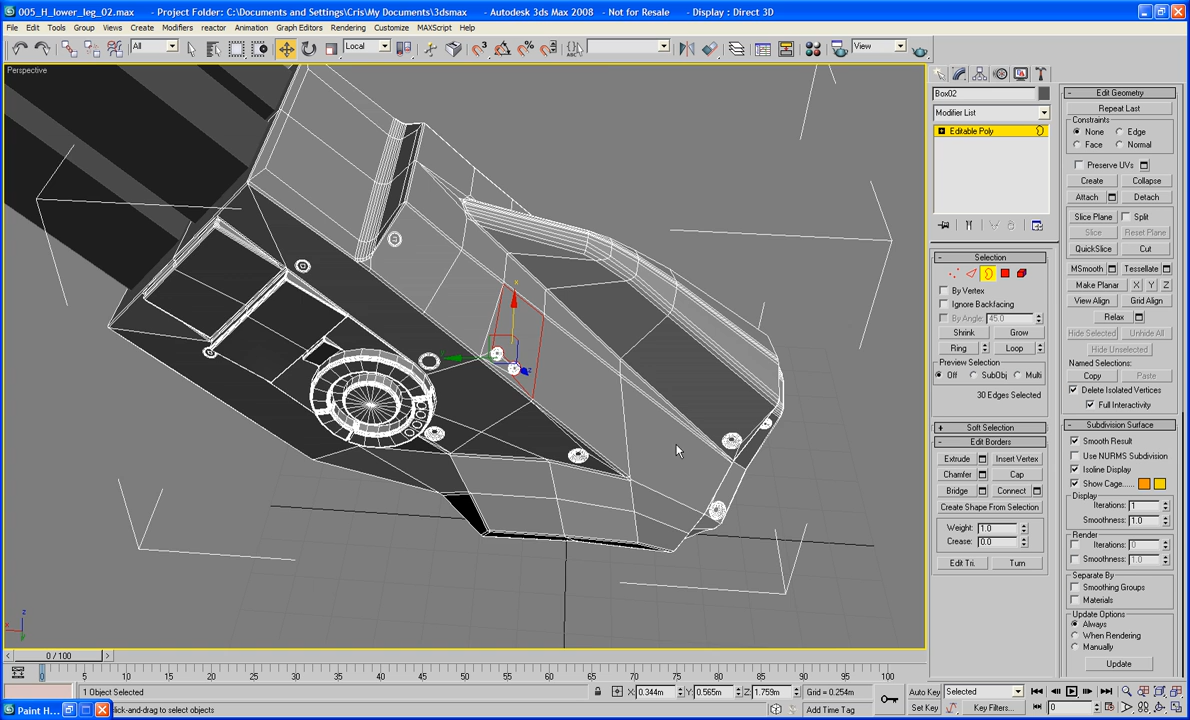 005_H_lower_leg_02.max - Project Folder: C:\Documents and Settings\Cris\My Documents\3dsmax - Autodesk 3ds Max 2008 - Not for Resale - Display : Direct 3D
File Edit Tools Group Views Create Modifiers reactor Animation Graph Editors Rendering Customize MAXScript Help
All Local View
Perspective
Box02
Modifier List
Editable Poly
Selection
By Vertex
Ignore Backfacing
By Angle: 45.0
Shrink Grow
Ring Loop
Preview Selection
Off SubObj Multi
30 Edges Selected
Soft Selection
Edit Borders
Extrude Insert Vertex
Chamfer Cap
Bridge Connect
Create Shape From Selection
Weight: 1.0
Crease: 0.0
Edit Tri. Turn
Edit Geometry
Repeat Last
Constraints
None Edge
Face Normal
Preserve UVs
Create Collapse
Attach Detach
Slice Plane Split
Slice Reset Plane
QuickSlice Cut
MSmooth Tessellate
Make Planar X Y Z
View Align Grid Align
Relax
Hide Selected Unhide All
Hide Unselected
Named Selections:
Copy Paste
Delete Isolated Vertices
Full Interactivity
Subdivision Surface
Smooth Result
Use NURMS Subdivision
Isoline Display
Show Cage......
Display
Iterations: 1
Smoothness: 1.0
Render
Iterations: 0
Smoothness: 1.0
Separate By
Smoothing Groups
Materials
Update Options
Always
When Rendering
Manually
Update
0 / 100
0 5 10 15 20 25 30 35 40 45 50 55 60 65 70 75 80 85 90 95 100
1 Object Selected X: 0.344m Y: 0.565m Z: 1.759m Grid = 0.254m Auto Key Selected
Paint H... lick-and-drag to select objects Add Time Tag Set Key Key Filters... 0